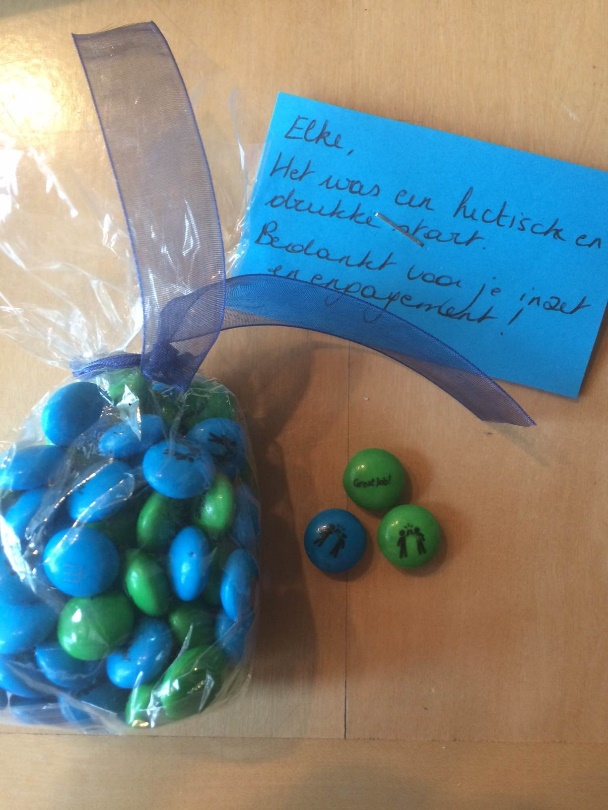 Elke,
Het was een hectische en
drukke start.
Bedankt voor je inzet
en engagement!
Great Job!